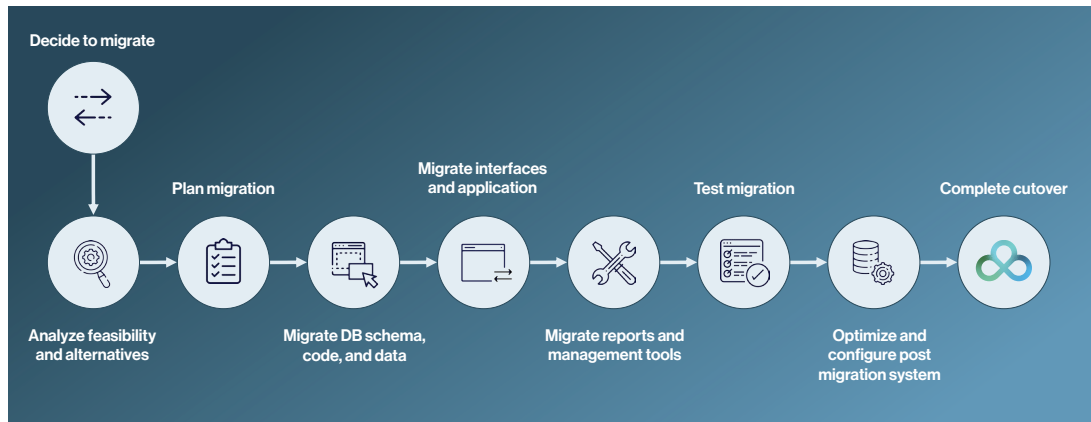 Decide to migrate
Analyze feasibility
and alternatives
Plan migration
Migrate DB schema,
code, and data
Migrate interfaces
and application
Migrate reports and
management tools
Test migration
Optimize and
configure post
migration system
Complete cutover